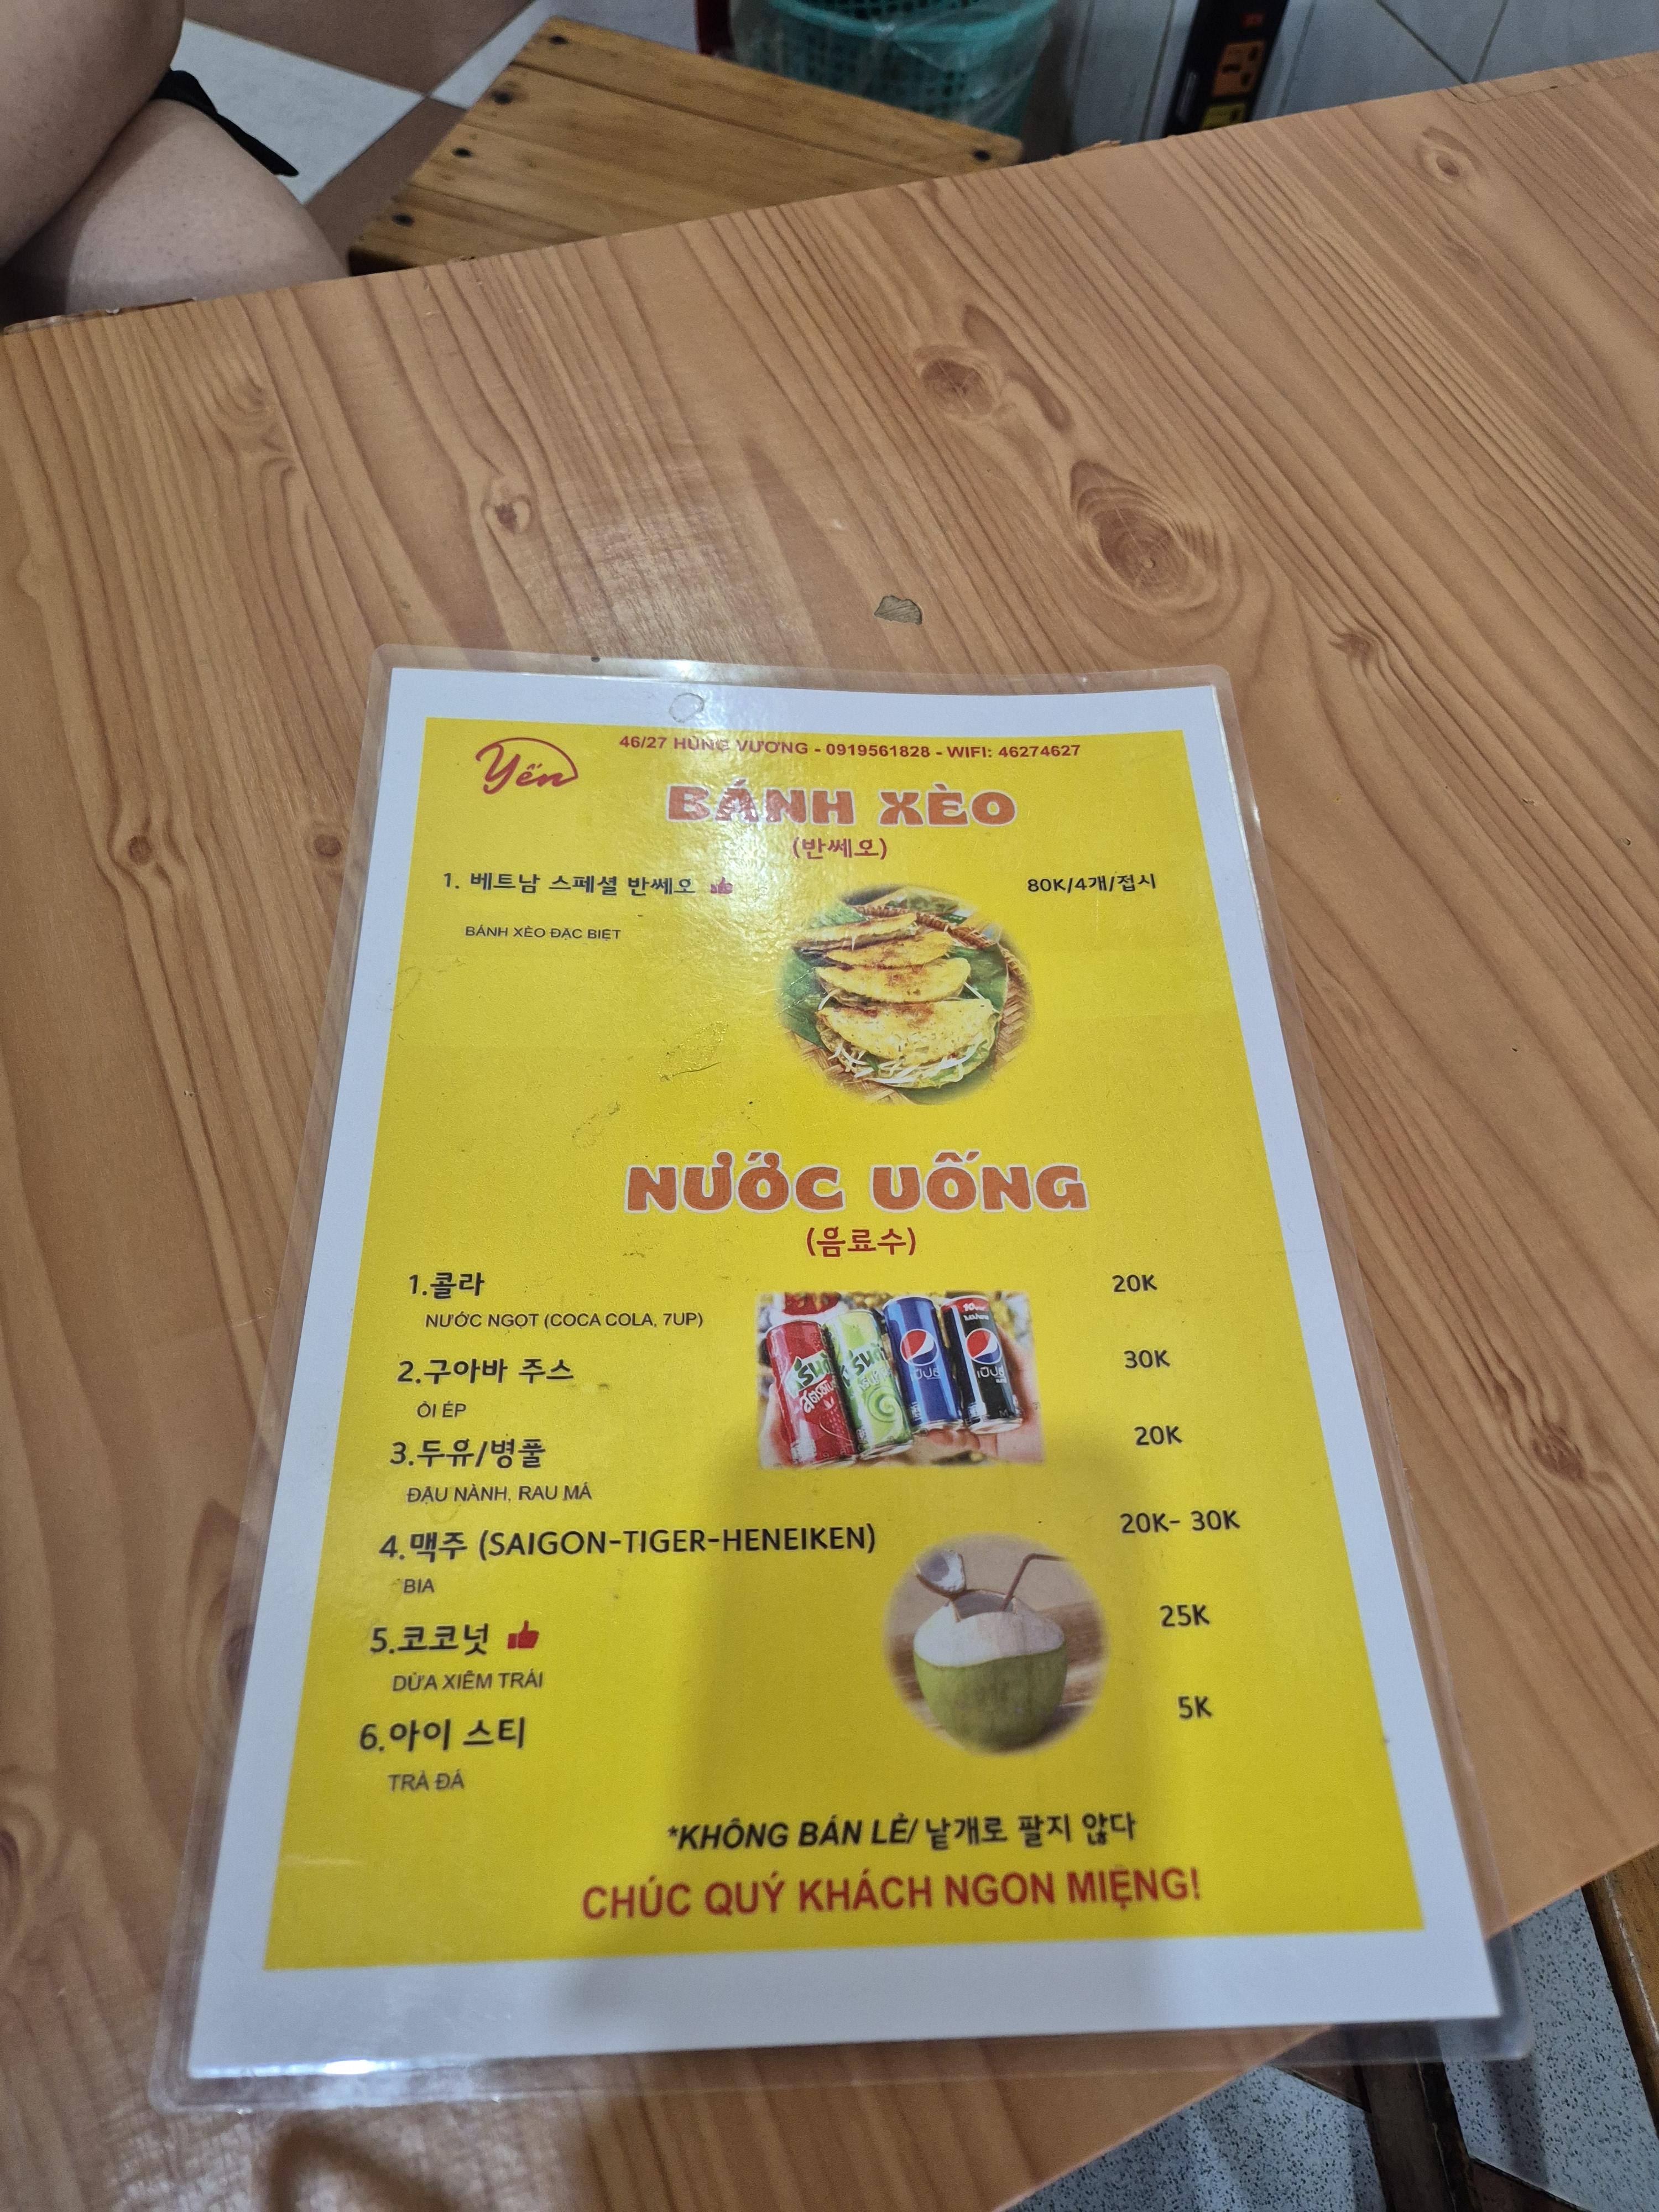 Yến
46/27 HÙNG VƯƠNG - 0919561828 - WIFI: 46274627
BÁNH XÈO
(반쎄오)
1. 베트남 스페셜 반쎄오 80K/4개/접시
BÁNH XÈO ĐẶC BIỆT
NƯỚC UỐNG
(음료수)
1.콜라 20K
NƯỚC NGỌT (COCA COLA, 7UP)
2.구아바 주스 30K
ỔI ÉP
3.두유/병풀 20K
ĐẬU NÀNH, RAU MÁ
4.맥주 (SAIGON-TIGER-HENEIKEN) 20K- 30K
BIA
5.코코넛 25K
DỪA XIÊM TRÁI
6.아이 스티 5K
TRÀ ĐÁ
*KHÔNG BÁN LẺ/ 낱개로 팔지 않다
CHÚC QUÝ KHÁCH NGON MIỆNG!